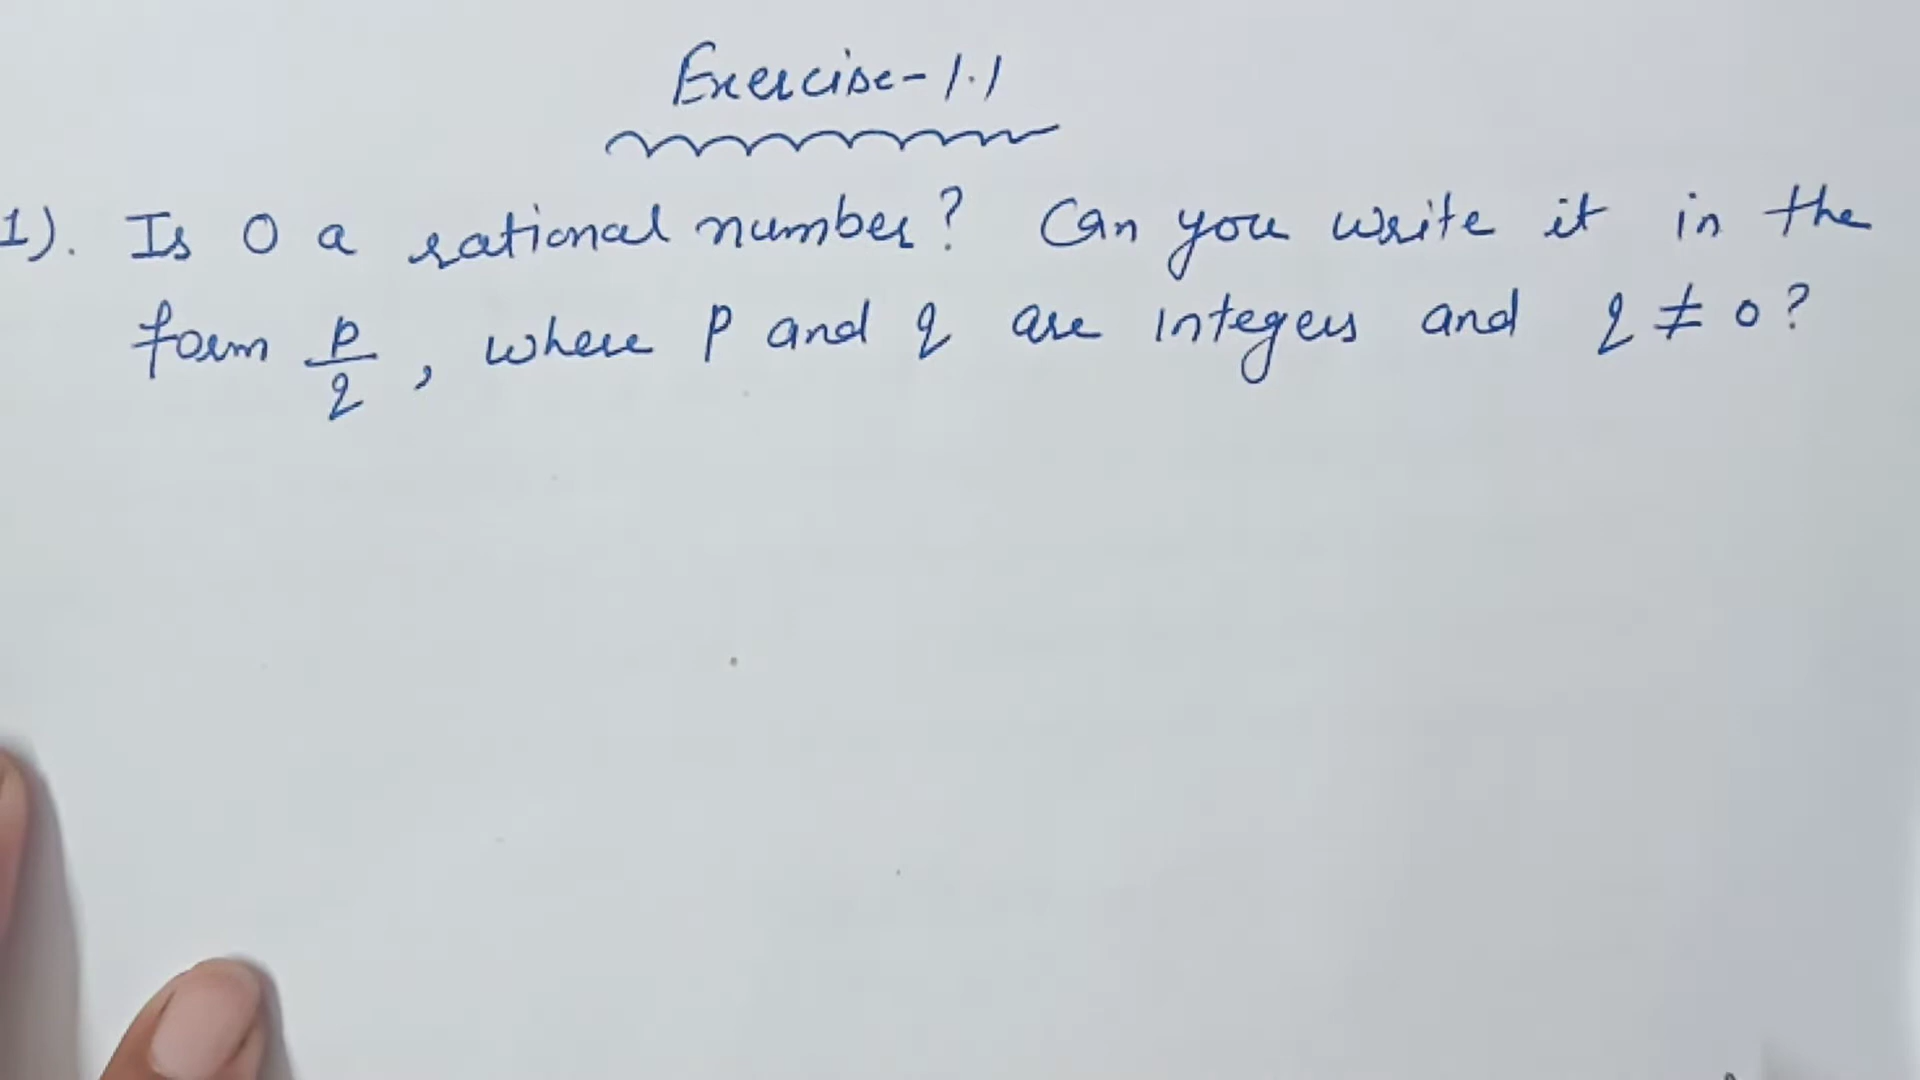 Exercise-1.1
1). Is 0 a rational number? Can you write it in the
form p/q, where p and q are integers and q ≠ 0?